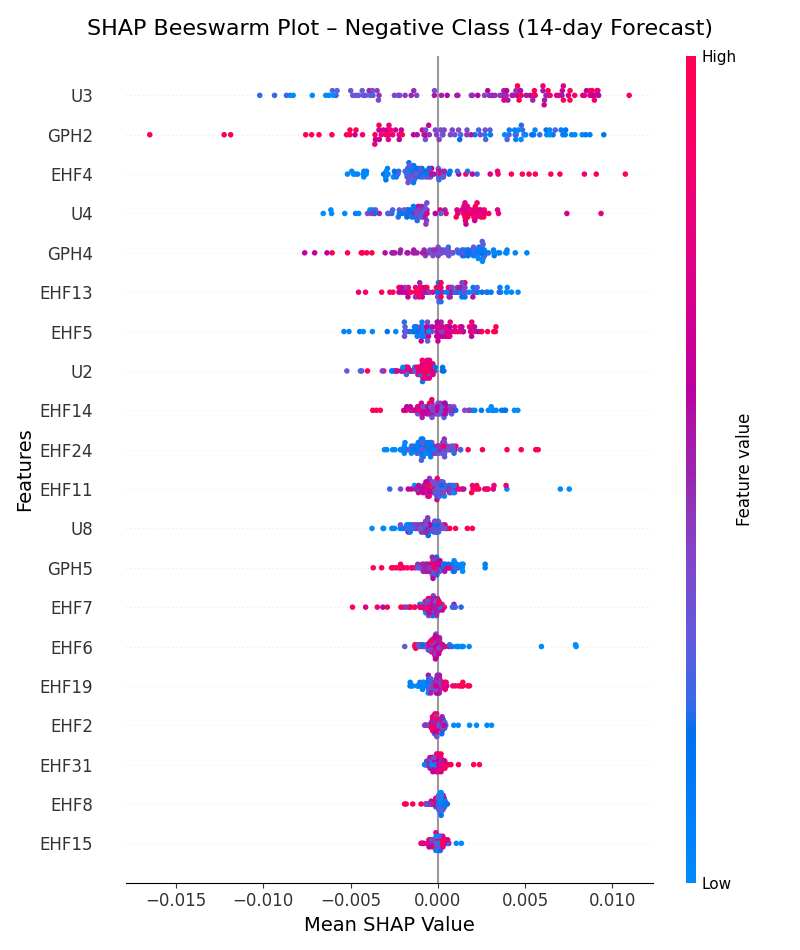 SHAP Beeswarm Plot – Negative Class (14-day Forecast)
High
U3
GPH2
EHF4
U4
GPH4
EHF13
EHF5
U2
EHF14
EHF24
EHF11
U8
GPH5
EHF7
EHF6
EHF19
EHF2
EHF31
EHF8
EHF15
Features
Feature value
Low
−0.015 −0.010 −0.005 0.000 0.005 0.010
Mean SHAP Value